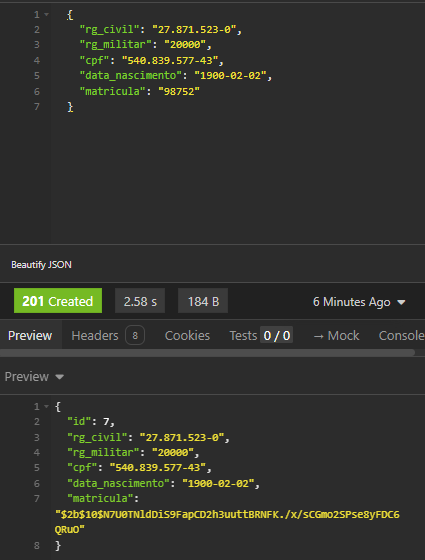 1 {
2 "rg_civil": "27.871.523-0",
3 "rg_militar": "20000",
4 "cpf": "540.839.577-43",
5 "data_nascimento": "1900-02-02",
6 "matricula": "98752"
7 }
Beautify JSON
201 Created 2.58 s 184 B 6 Minutes Ago
Preview Headers 8 Cookies Tests 0 / 0 → Mock Console
Preview
1 {
2 "id": 7,
3 "rg_civil": "27.871.523-0",
4 "rg_militar": "20000",
5 "cpf": "540.839.577-43",
6 "data_nascimento": "1900-02-02",
7 "matricula":
"$2b$10$N7U0TNldDiS9FapCD2h3uuttBRNFK./x/sCGmo2SPse8yFDC6
QRuO"
8 }